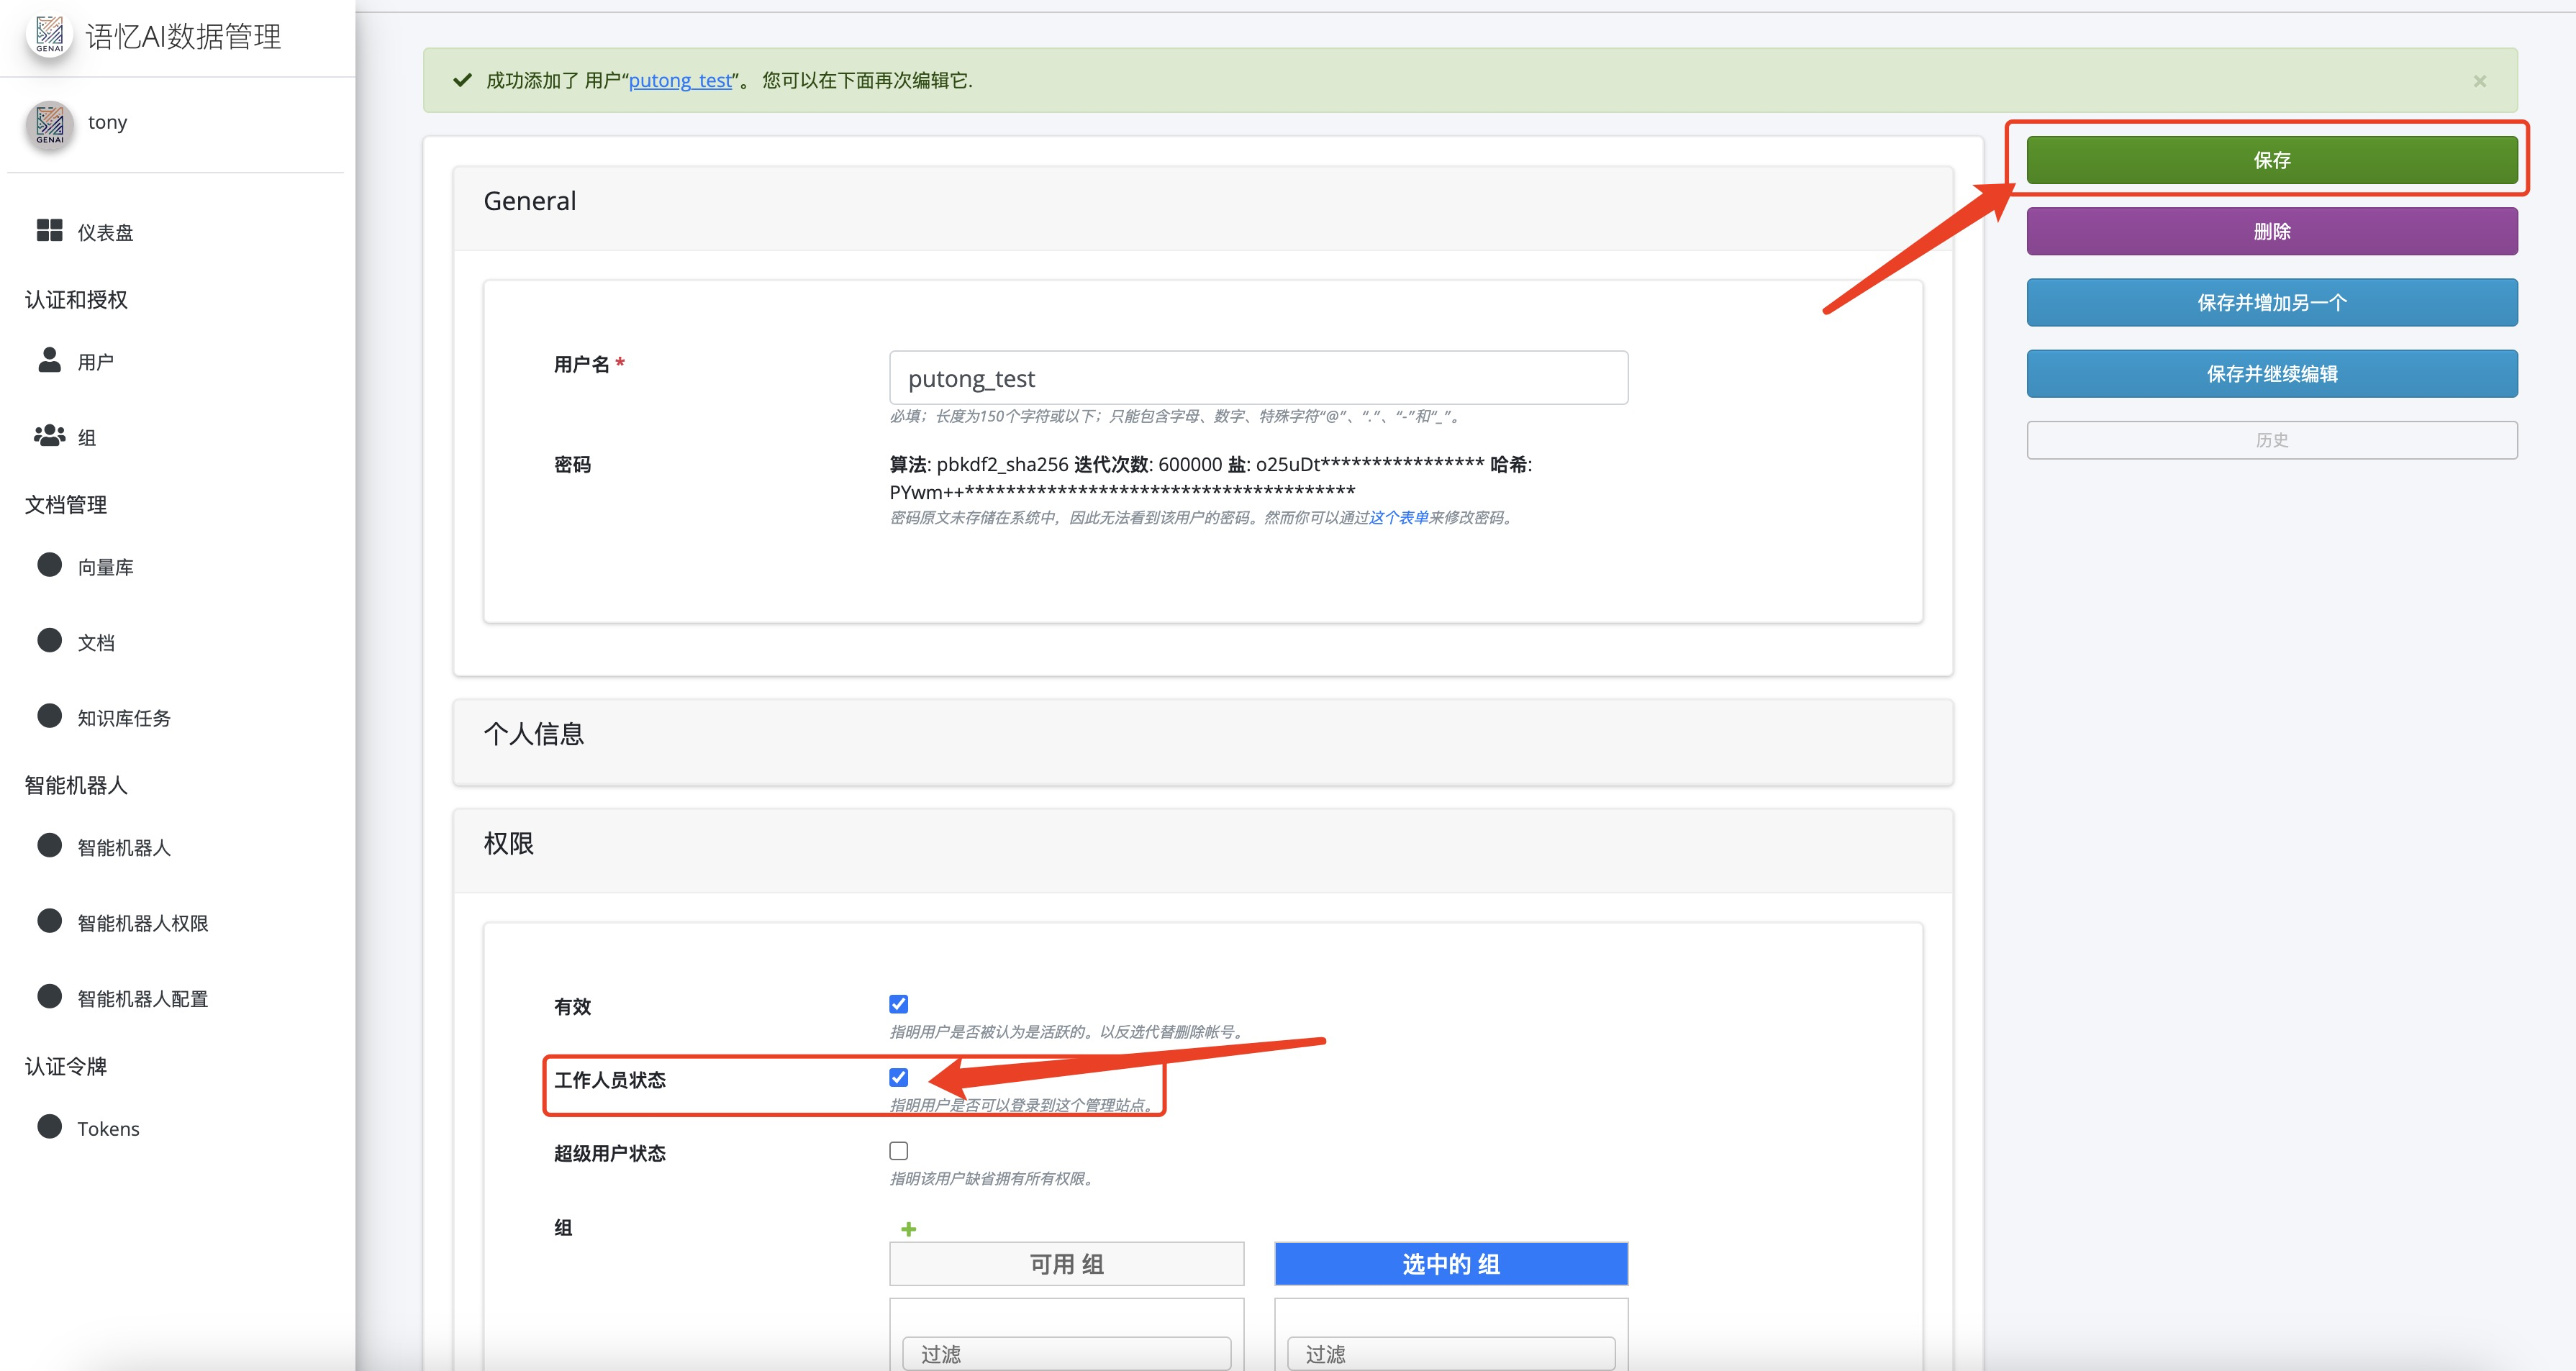 GENAI
语忆AI数据管理
GENAI
tony
仪表盘
认证和授权
用户
组
文档管理
向量库
文档
知识库任务
智能机器人
智能机器人
智能机器人权限
智能机器人配置
认证令牌
Tokens
成功添加了 用户“putong_test”。 您可以在下面再次编辑它.
×
General
用户名 *
putong_test
必填；长度为150个字符或以下；只能包含字母、数字、特殊字符“@”、“.”、“-”和“_”。
密码
算法: pbkdf2_sha256 迭代次数: 600000 盐: o25uDt**************** 哈希:
PYwm++**************************************
密码原文未存储在系统中，因此无法看到该用户的密码。然而你可以通过这个表单来修改密码。
个人信息
权限
有效
指明用户是否被认为是活跃的。以反选代替删除帐号。
工作人员状态
指明用户是否可以登录到这个管理站点。
超级用户状态
指明该用户缺省拥有所有权限。
组
可用 组
选中的 组
过滤
过滤
保存
删除
保存并增加另一个
保存并继续编辑
历史